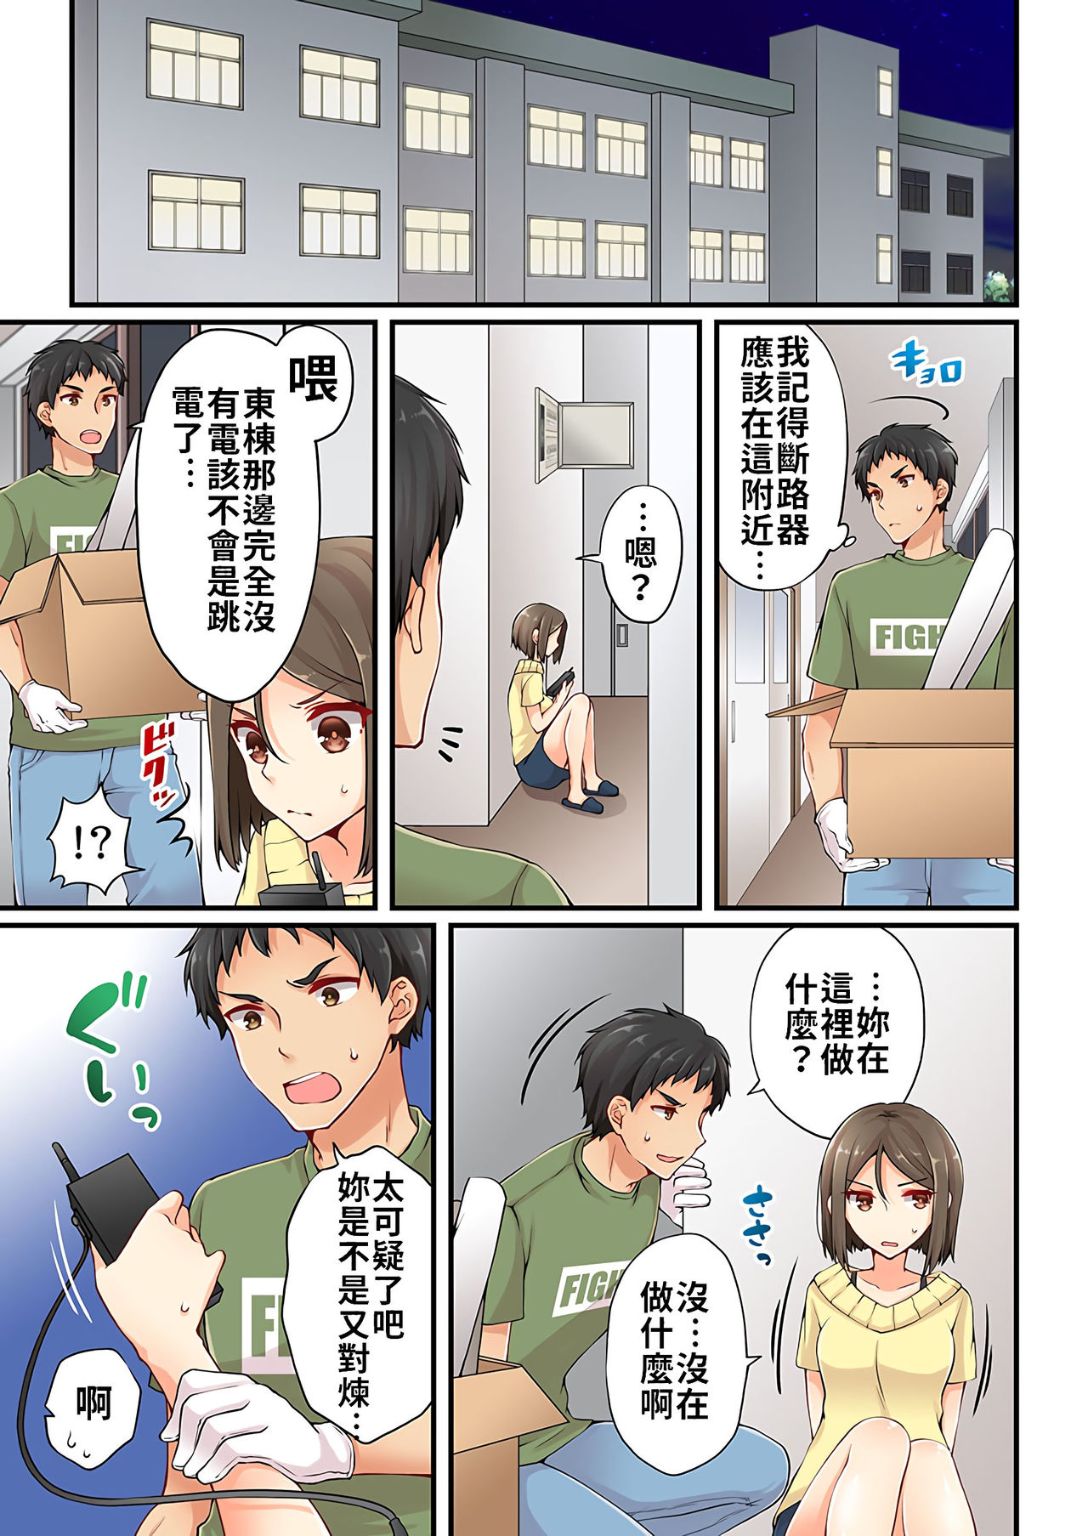 キョロ
我記得斷路器
應該在這附近…
FIGH
…嗯？
喂
東棟那邊完全沒
有電該不會是跳
電了…
FI
ビクッ
!?
…妳在
這裡做
什麼？
ささっ
FIGH
沒…沒在
做什麼啊
ぐいっ
太可疑了吧
妳是不是又對煉…
F
啊